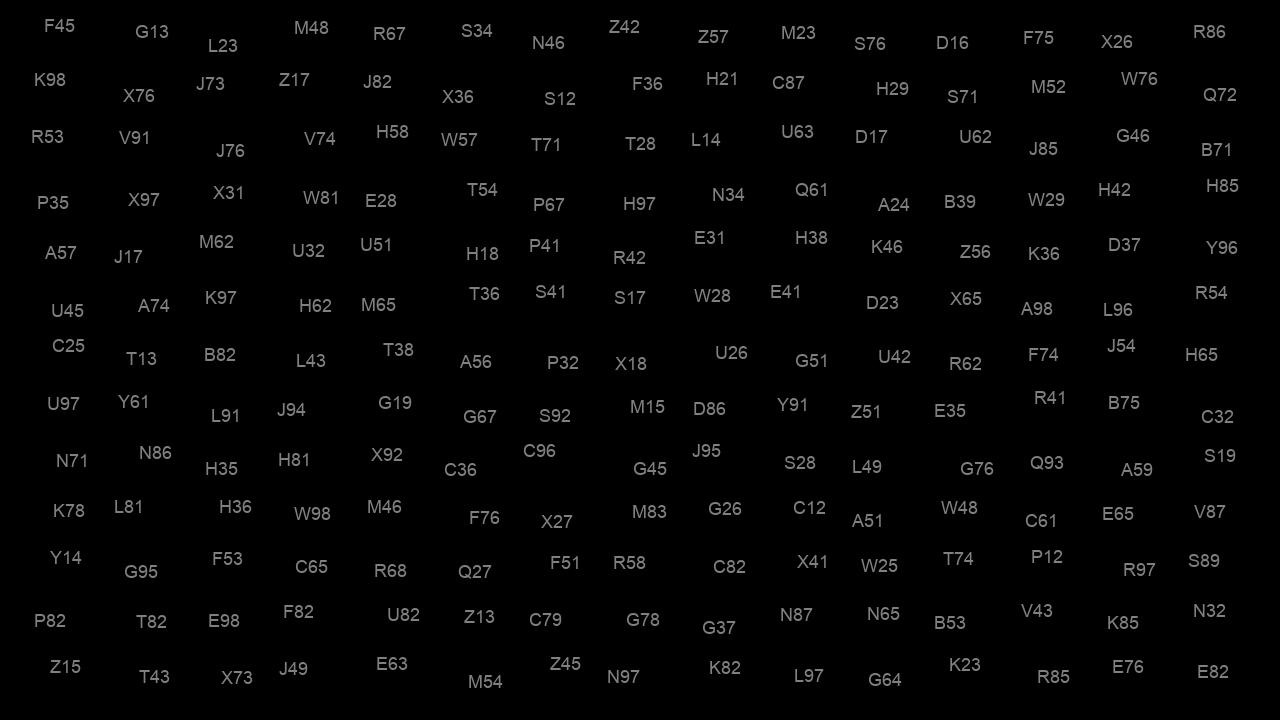 F45 G13 L23 M48 R67 S34 N46 Z42 Z57 M23 S76 D16 F75 X26 R86
K98 X76 J73 Z17 J82 X36 S12 F36 H21 C87 H29 S71 M52 W76 Q72
R53 V91 J76 V74 H58 W57 T71 T28 L14 U63 D17 U62 J85 G46 B71
P35 X97 X31 W81 E28 T54 P67 H97 N34 Q61 A24 B39 W29 H42 H85
A57 J17 M62 U32 U51 H18 P41 R42 E31 H38 K46 Z56 K36 D37 Y96
U45 A74 K97 H62 M65 T36 S41 S17 W28 E41 D23 X65 A98 L96 R54
C25 T13 B82 L43 T38 A56 P32 X18 U26 G51 U42 R62 F74 J54 H65
U97 Y61 L91 J94 G19 G67 S92 M15 D86 Y91 Z51 E35 R41 B75 C32
N71 N86 H35 H81 X92 C36 C96 G45 J95 S28 L49 G76 Q93 A59 S19
K78 L81 H36 W98 M46 F76 X27 M83 G26 C12 A51 W48 C61 E65 V87
Y14 G95 F53 C65 R68 Q27 F51 R58 C82 X41 W25 T74 P12 R97 S89
P82 T82 E98 F82 U82 Z13 C79 G78 G37 N87 N65 B53 V43 K85 N32
Z15 T43 X73 J49 E63 M54 Z45 N97 K82 L97 G64 K23 R85 E76 E82